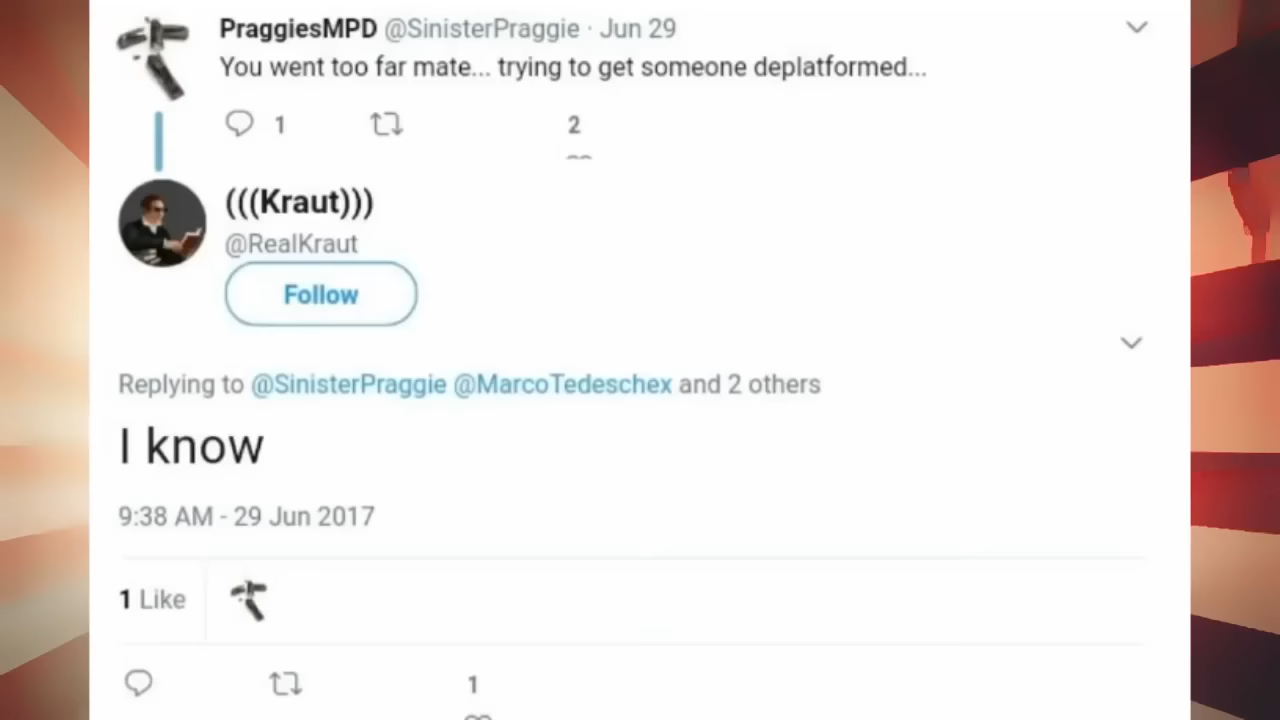 PraggiesMPD @SinisterPraggie · Jun 29
You went too far mate... trying to get someone deplatformed...
1 2
(((Kraut)))
@RealKraut
Follow
Replying to @SinisterPraggie @MarcoTedeschex and 2 others
I know
9:38 AM - 29 Jun 2017
1 Like
1